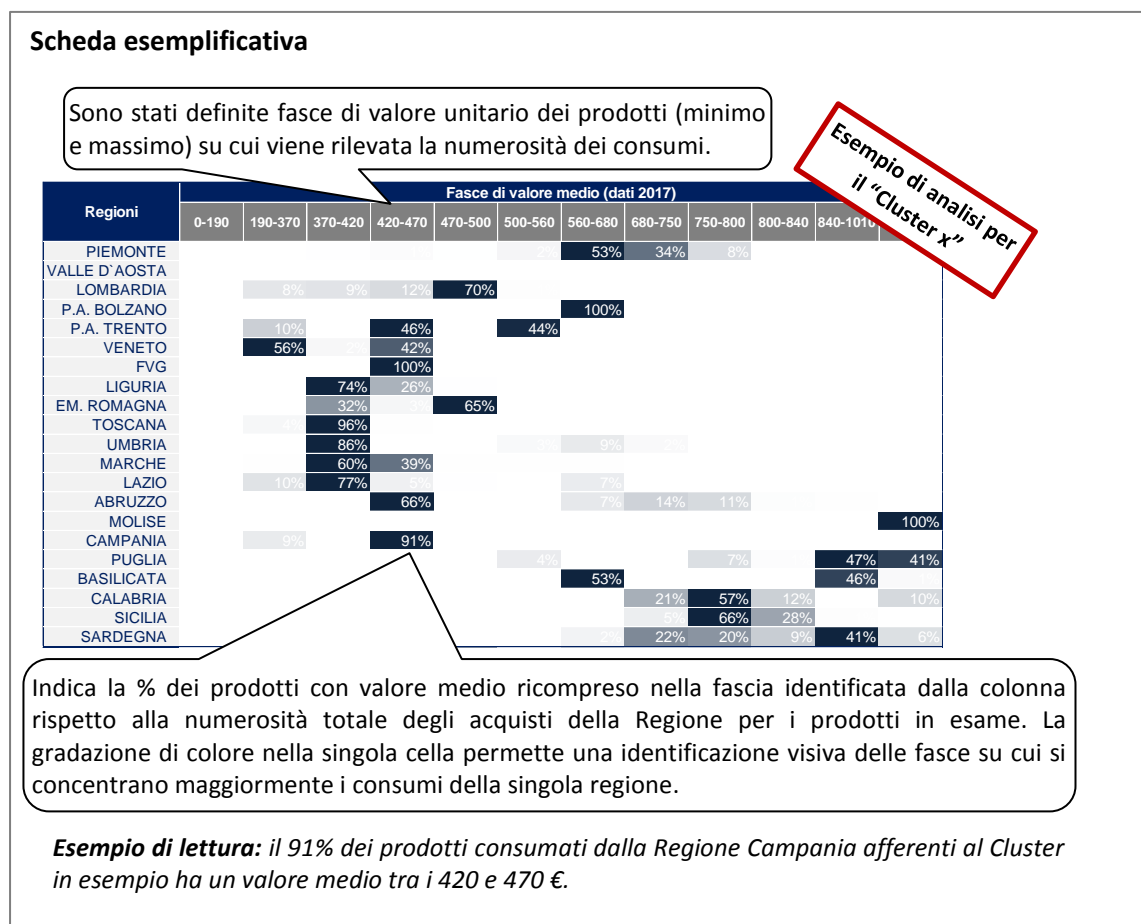 Scheda esemplificativa
Sono stati definite fasce di valore unitario dei prodotti (minimo
e massimo) su cui viene rilevata la numerosità dei consumi.
Esempio di analisi per
il “Cluster x”
Regioni
Fasce di valore medio (dati 2017)
0-190 190-370 370-420 420-470 470-500 500-560 560-680 680-750 750-800 800-840 840-1010
PIEMONTE 2% 53% 34% 8%
VALLE D`AOSTA
LOMBARDIA 8% 9% 12% 70%
P.A. BOLZANO 100%
P.A. TRENTO 10% 46% 44%
VENETO 56% 2% 42%
FVG 100%
LIGURIA 74% 26%
EM. ROMAGNA 32% 3% 65%
TOSCANA 4% 96%
UMBRIA 86% 9%
MARCHE 60% 39%
LAZIO 10% 77% 5% 7%
ABRUZZO 66% 7% 14% 11%
MOLISE 100%
CAMPANIA 9% 91%
PUGLIA 4% 7% 47% 41%
BASILICATA 53% 46%
CALABRIA 21% 57% 12% 10%
SICILIA 5% 66% 28%
SARDEGNA 2% 22% 20% 9% 41% 6%
Indica la % dei prodotti con valore medio ricompreso nella fascia identificata dalla colonna
rispetto alla numerosità totale degli acquisti della Regione per i prodotti in esame. La
gradazione di colore nella singola cella permette una identificazione visiva delle fasce su cui si
concentrano maggiormente i consumi della singola regione.
Esempio di lettura: il 91% dei prodotti consumati dalla Regione Campania afferenti al Cluster
in esempio ha un valore medio tra i 420 e 470 €.